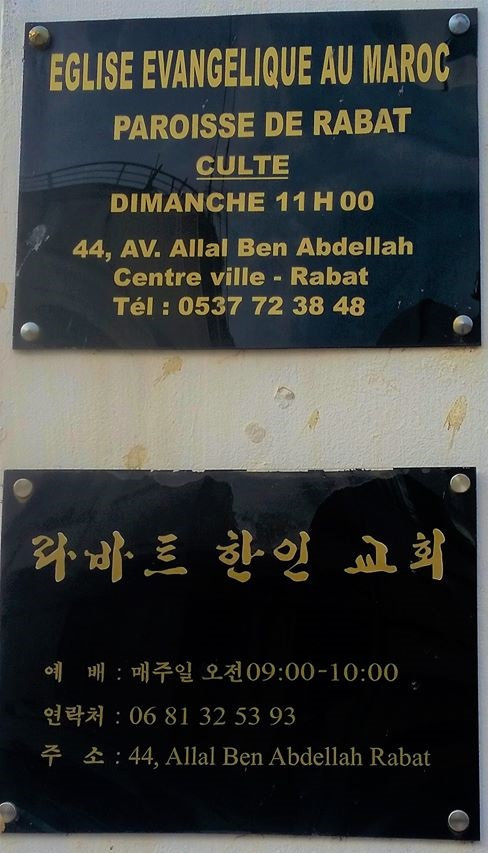 EGLISE EVANGELIQUE AU MAROC
PAROISSE DE RABAT
CULTE
DIMANCHE 11 H 00
44, AV. Allal Ben Abdellah
Centre ville - Rabat
Tél : 0537 72 38 48
라바트 한인 교회
예 배 : 매주일 오전 09:00-10:00
연락처 : 06 81 32 53 93
주 소 : 44, Allal Ben Abdellah Rabat